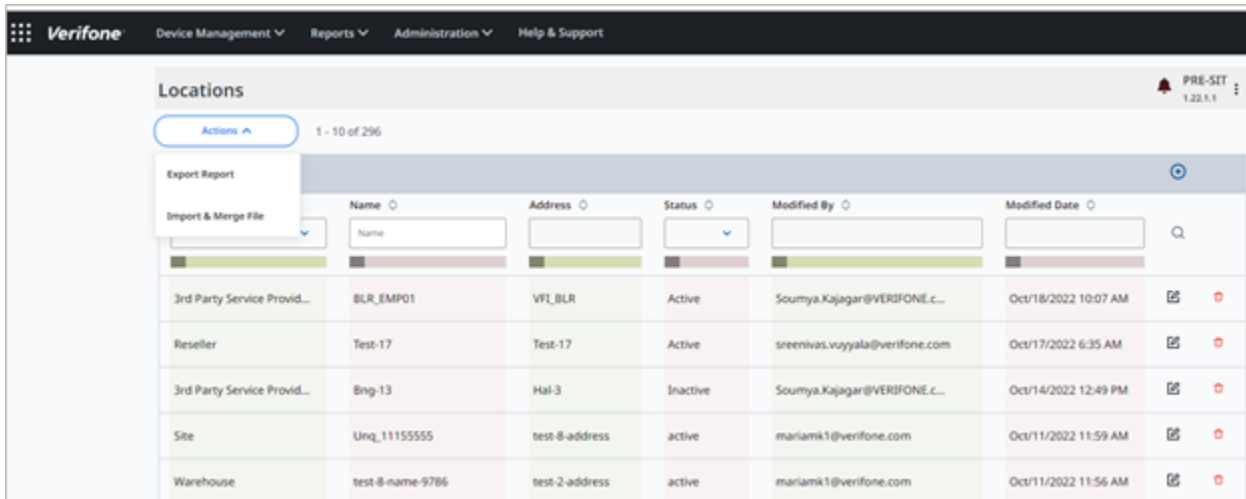 Verifone Device Management Reports Administration Help & Support
Locations PRE-SIT
1.22.1.1
Actions 1 - 10 of 296
Export Report
Import & Merge File
Name Address Status Modified By Modified Date
Name
3rd Party Service Provid... BLR_EMP01 VFI_BLR Active Soumya.Kajagar@VERIFONE.c... Oct/18/2022 10:07 AM
Reseller Test-17 Test-17 Active sreenivas.vuyyala@verifone.com Oct/17/2022 6:35 AM
3rd Party Service Provid... Bng-13 Hal-3 Inactive Soumya.Kajagar@VERIFONE.c... Oct/14/2022 12:49 PM
Site Unq_11155555 test-8-address active mariamk1@verifone.com Oct/11/2022 11:59 AM
Warehouse test-8-name-9786 test-2-address active mariamk1@verifone.com Oct/11/2022 11:56 AM